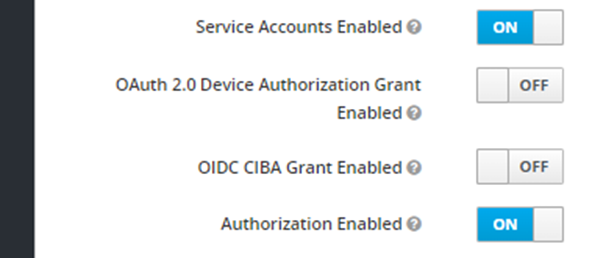 Service Accounts Enabled ON
OAuth 2.0 Device Authorization Grant
Enabled OFF
OIDC CIBA Grant Enabled OFF
Authorization Enabled ON